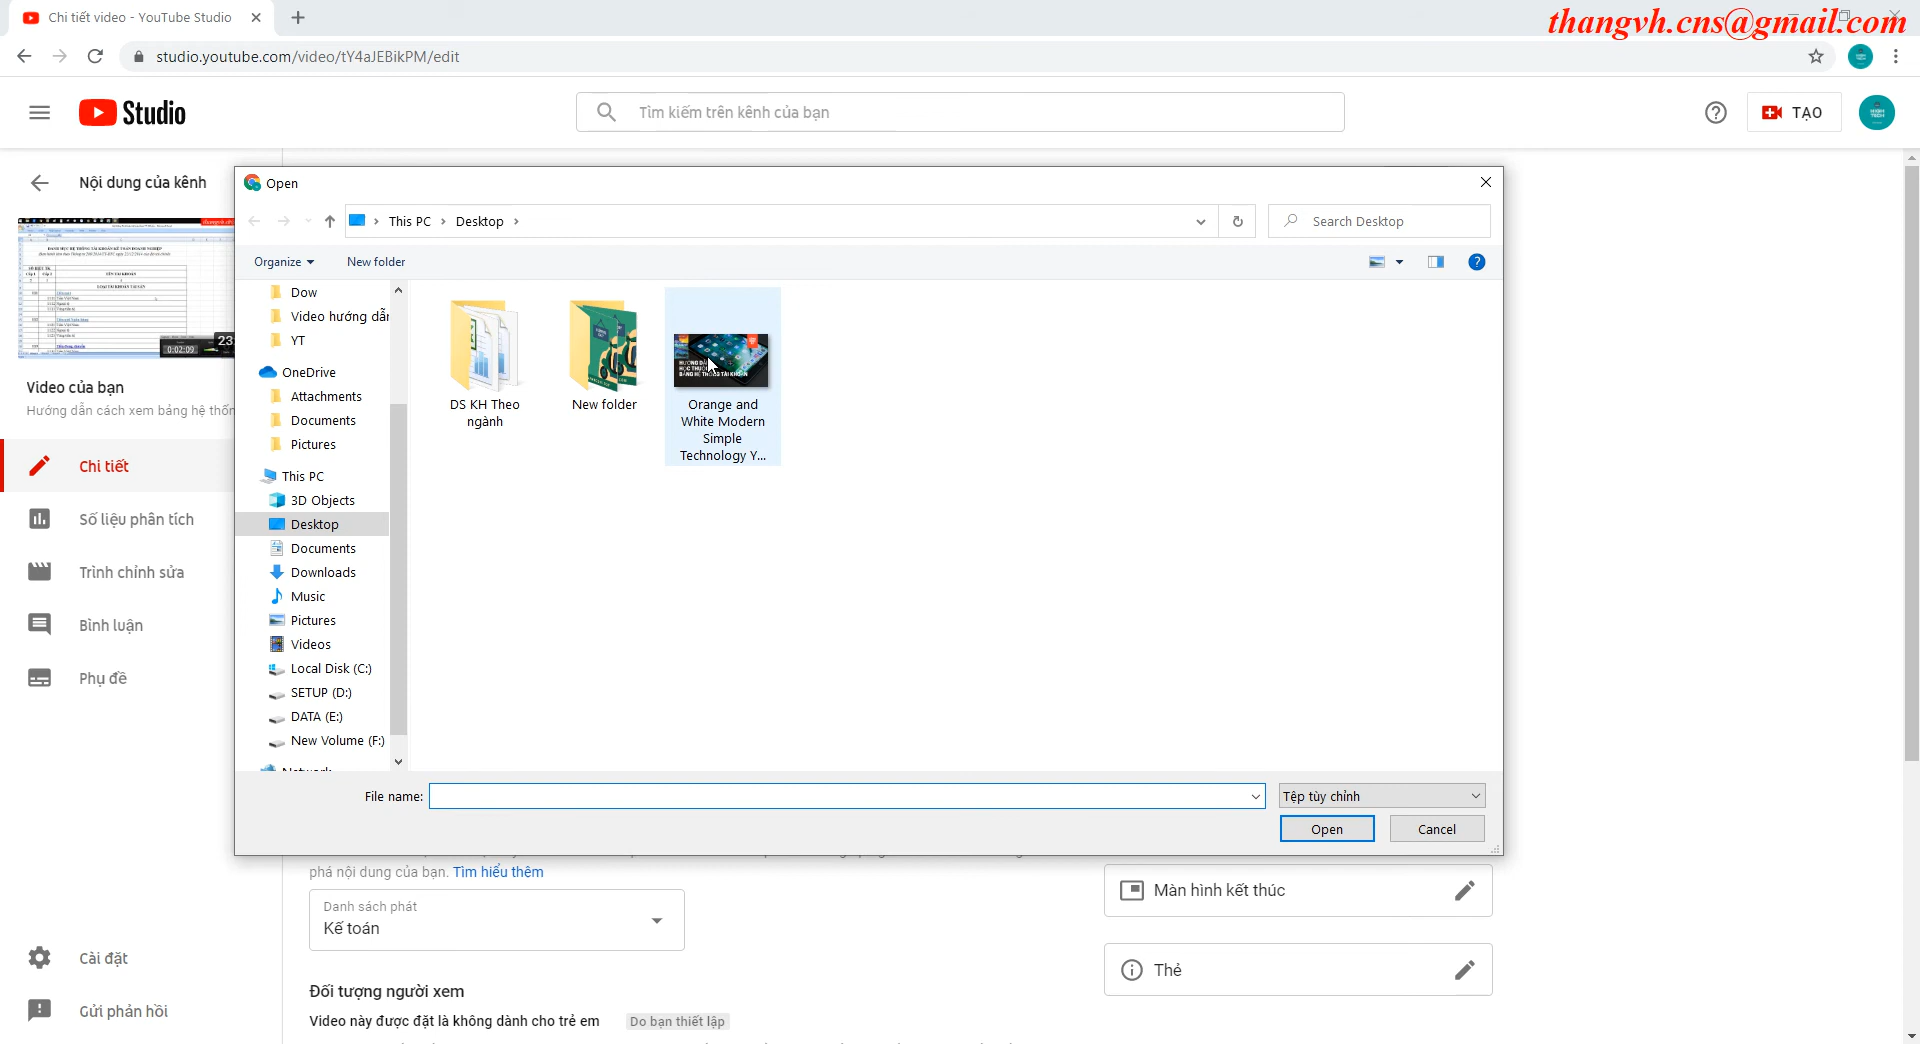 Chi tiết video - YouTube Studio
thangvh.cns@gmail.com
studio.youtube.com/video/tY4aJEBikPM/edit
Studio
Tìm kiếm trên kênh của bạn
TẠO
Nội dung của kênh
0:02:09
23
Video của bạn
Hướng dẫn cách xem bảng hệ thốn
Chi tiết
Số liệu phân tích
Trình chỉnh sửa
Bình luận
Phụ đề
Cài đặt
Gửi phản hồi
Open
This PC
Desktop
Search Desktop
Organize
New folder
Dow
Video hướng dẫn
YT
OneDrive
Attachments
Documents
Pictures
This PC
3D Objects
Desktop
Documents
Downloads
Music
Pictures
Videos
Local Disk (C:)
SETUP (D:)
DATA (E:)
New Volume (F:)
Network
DS KH Theo
ngành
New folder
Orange and
White Modern
Simple
Technology Y...
File name:
Tệp tùy chỉnh
Open
Cancel
phá nội dung của bạn. Tìm hiểu thêm
Danh sách phát
Kế toán
Đối tượng người xem
Video này được đặt là không dành cho trẻ em
Do bạn thiết lập
Màn hình kết thúc
Thẻ